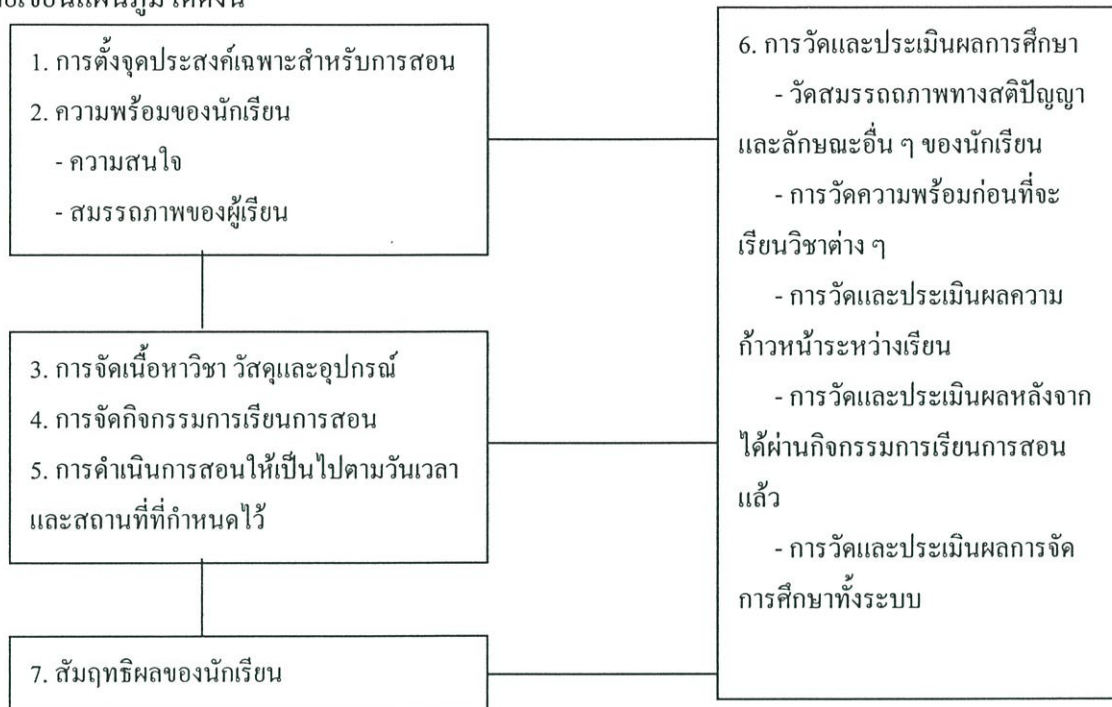 1. การตั้งจุดประสงค์เฉพาะสำหรับการสอน
2. ความพร้อมของนักเรียน
- ความสนใจ
- สมรรถภาพของผู้เรียน
3. การจัดเนื้อหาวิชา วัสดุและอุปกรณ์
4. การจัดกิจกรรมการเรียนการสอน
5. การดำเนินการสอนให้เป็นไปตามวันเวลา
และสถานที่ที่กำหนดไว้
7. สัมฤทธิผลของนักเรียน
6. การวัดและประเมินผลการศึกษา
- วัดสมรรถถภาพทางสติปัญญา
และลักษณะอื่น ๆ ของนักเรียน
- การวัดความพร้อมก่อนที่จะ
เรียนวิชาต่าง ๆ
- การวัดและประเมินผลความ
ก้าวหน้าระหว่างเรียน
- การวัดและประเมินผลหลังจาก
ได้ผ่านกิจกรรมการเรียนการสอน
แล้ว
- การวัดและประเมินผลการจัด
การศึกษาทั้งระบบ